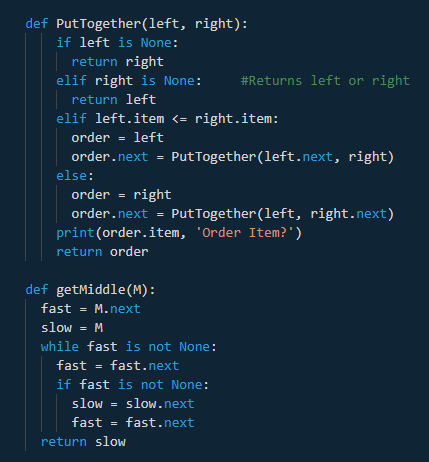 def PutTogether(left, right):
    if left is None:
      return right
    elif right is None:     #Returns left or right
      return left
    elif left.item <= right.item:
      order = left
      order.next = PutTogether(left.next, right)
    else:
      order = right
      order.next = PutTogether(left, right.next)
    print(order.item, 'Order Item?')
    return order

def getMiddle(M):
  fast = M.next
  slow = M
  while fast is not None:
    fast = fast.next
    if fast is not None:
      slow = slow.next
      fast = fast.next
  return slow